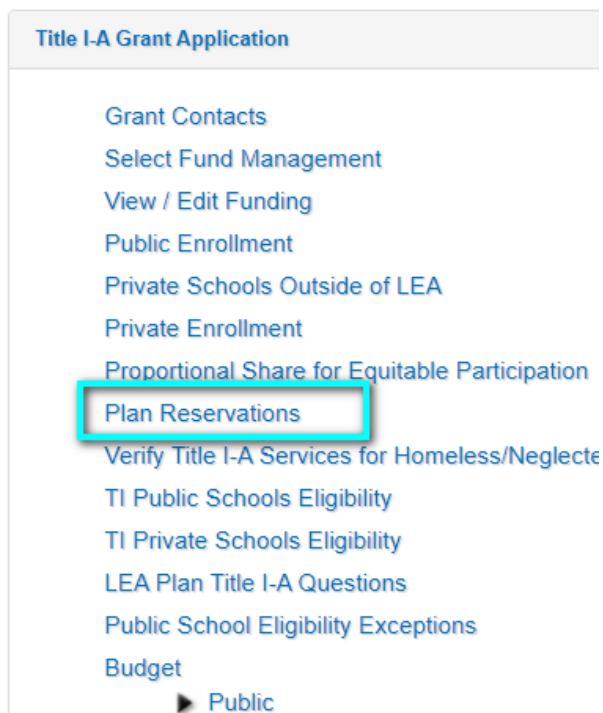 Title I-A Grant Application
Grant Contacts
Select Fund Management
View / Edit Funding
Public Enrollment
Private Schools Outside of LEA
Private Enrollment
Proportional Share for Equitable Participation
Plan Reservations
Verify Title I-A Services for Homeless/Neglecte
TI Public Schools Eligibility
TI Private Schools Eligibility
LEA Plan Title I-A Questions
Public School Eligibility Exceptions
Budget
Public